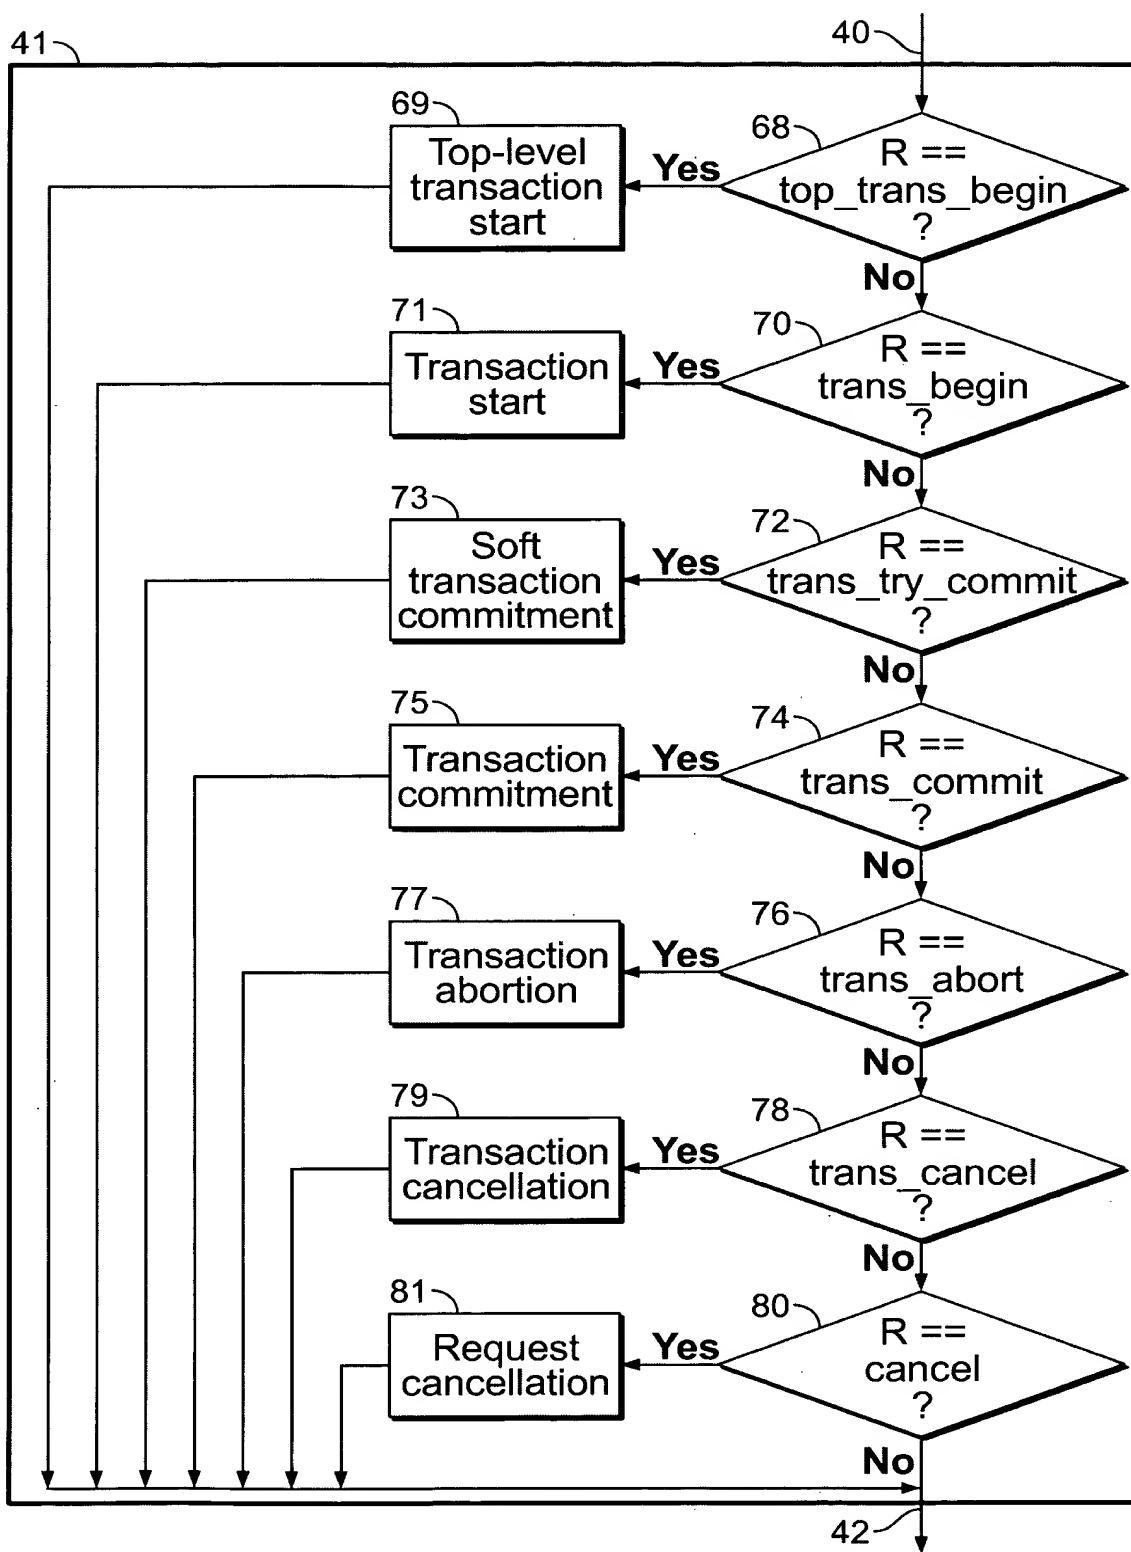 41
40
69
68
Top-level
transaction
start
Yes
R ==
top_trans_begin
?
No
71
70
Transaction
start
Yes
R ==
trans_begin
?
No
73
72
Soft
transaction
commitment
Yes
R ==
trans_try_commit
?
No
75
74
Transaction
commitment
Yes
R ==
trans_commit
?
No
77
76
Transaction
abortion
Yes
R ==
trans_abort
?
No
79
78
Transaction
cancellation
Yes
R ==
trans_cancel
?
No
81
80
Request
cancellation
Yes
R ==
cancel
?
No
42